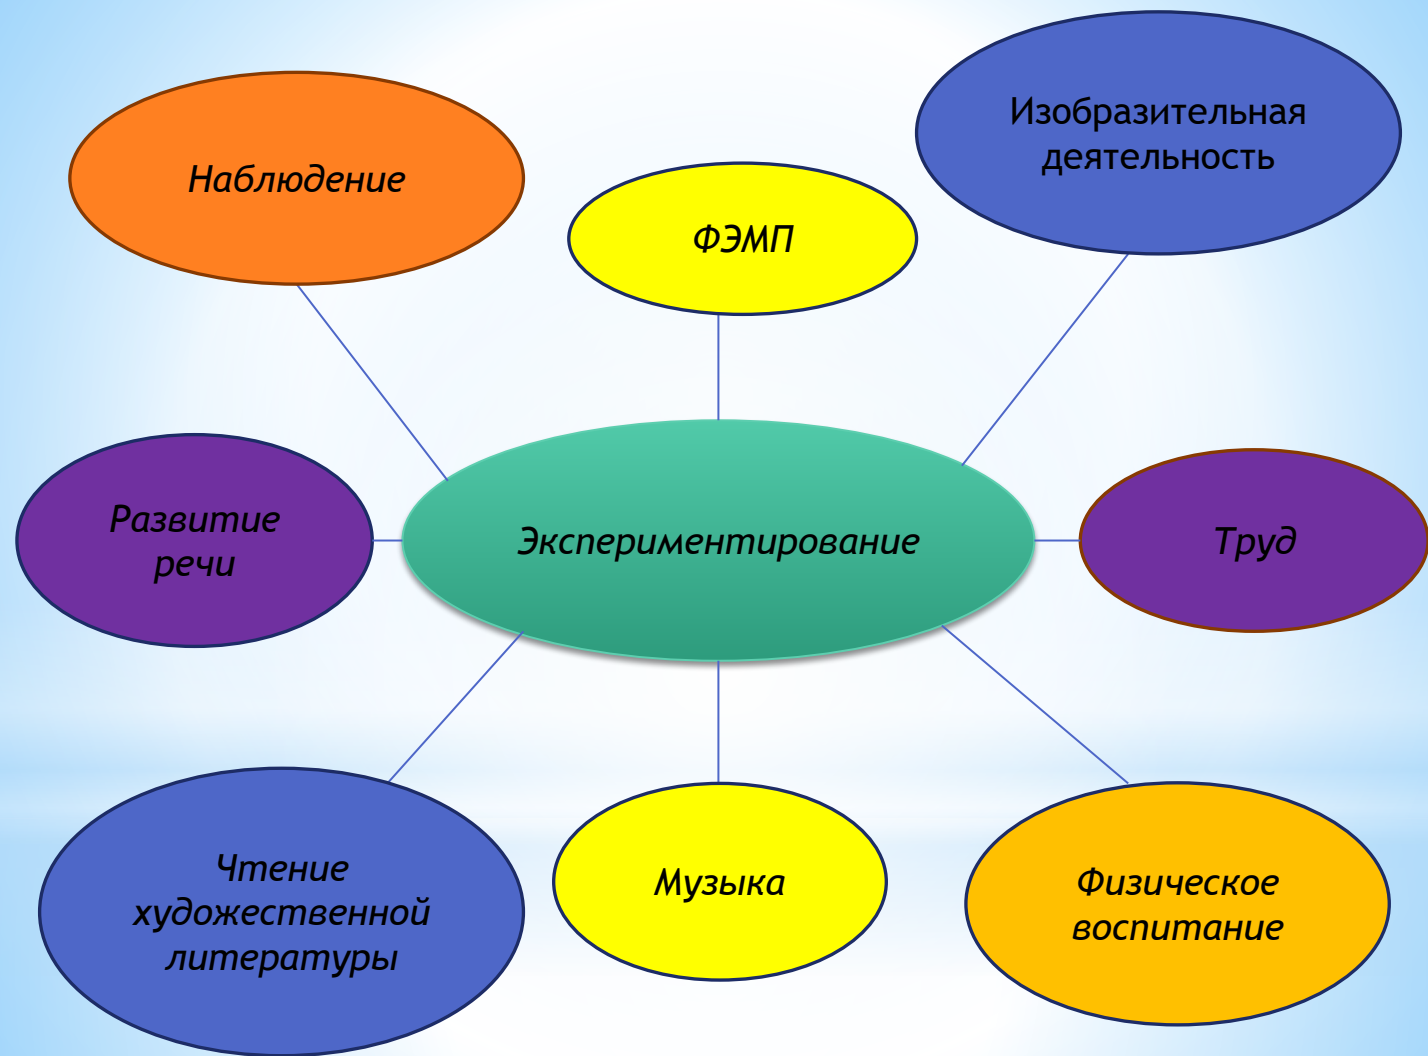 Изобразительная
деятельность
Наблюдение
ФЭМП
Развитие
речи
Экспериментирование
Труд
Чтение
художественной
литературы
Музыка
Физическое
воспитание